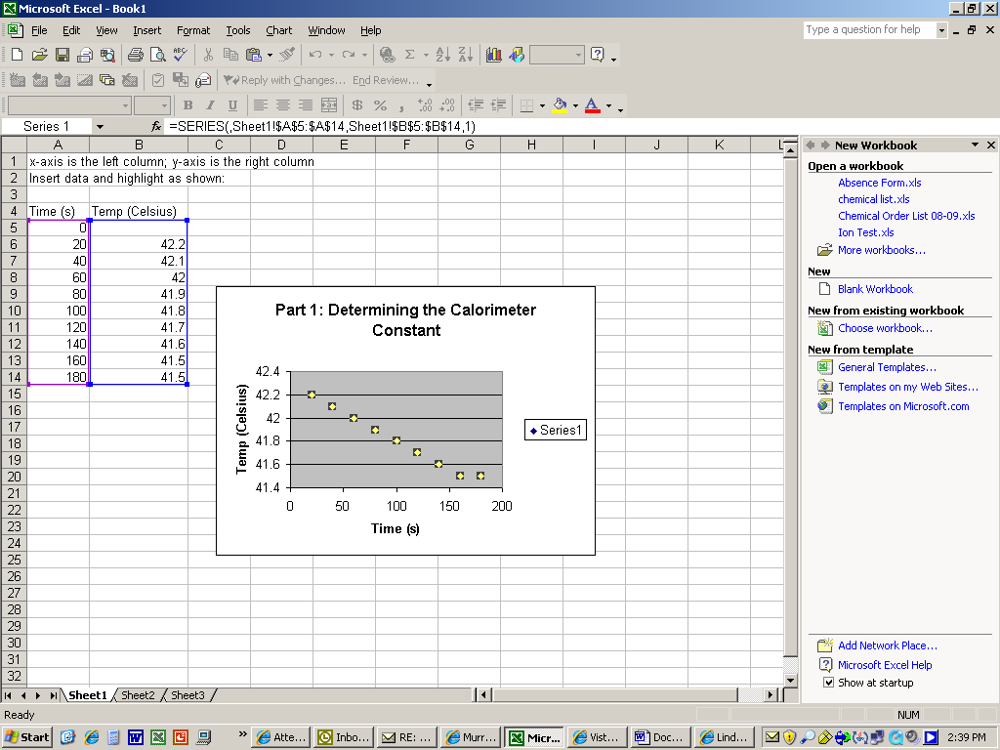 Microsoft Excel - Book1
File Edit View Insert Format Tools Chart Window Help
Type a question for help
Reply with Changes... End Review...
B I U $ % ,
Series 1 fx =SERIES(,Sheet1!$A$5:$A$14,Sheet1!$B$5:$B$14,1)
A B C D E F G H I J K L
1 x-axis is the left column; y-axis is the right column
2 Insert data and highlight as shown:
3
4 Time (s) Temp (Celsius)
5 0
6 20 42.2
7 40 42.1
8 60 42
9 80 41.9
10 100 41.8
11 120 41.7
12 140 41.6
13 160 41.5
14 180 41.5
15
16
17
18
19
20
21
22
23
24
25
26
27
28
29
30
31
32
Part 1: Determining the Calorimeter
Constant
Temp (Celsius)
42.4
42.2
42
41.8
41.6
41.4
0 50 100 150 200
Time (s)
Series1
New Workbook
Open a workbook
Absence Form.xls
chemical list.xls
Chemical Order List 08-09.xls
Ion Test.xls
More workbooks...
New
Blank Workbook
New from existing workbook
Choose workbook...
New from template
General Templates...
Templates on my Web Sites...
Templates on Microsoft.com
Add Network Place...
Microsoft Excel Help
Show at startup
Sheet1 Sheet2 Sheet3
Ready
NUM
Start
Atte... Inbo... RE: ... Murr... Micr... Vist... Doc... Lind...
2:39 PM